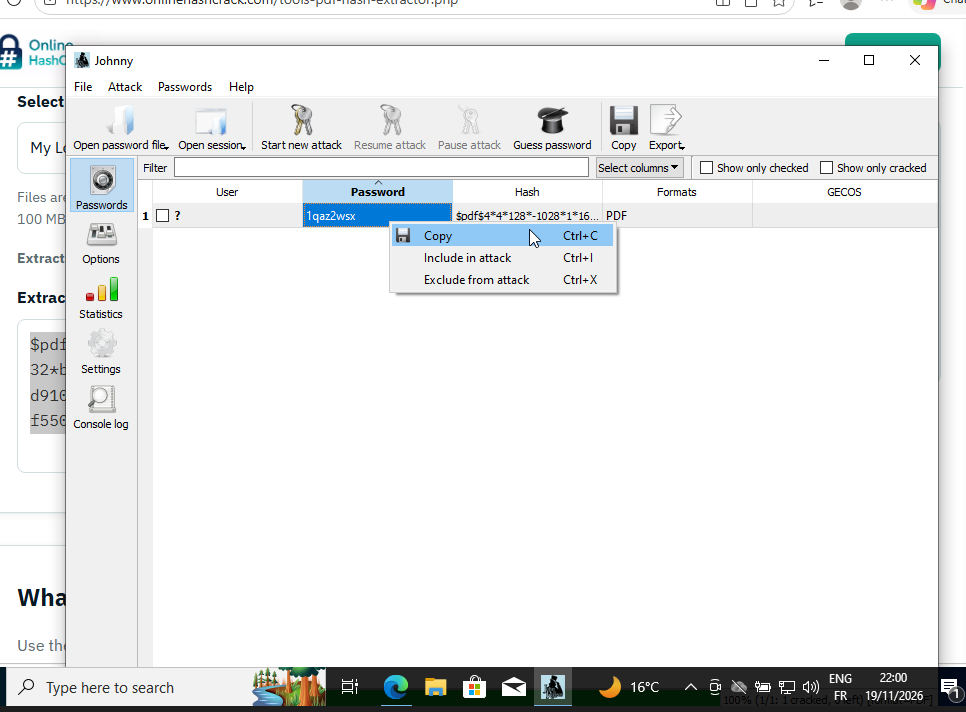 https://www.onlinehashcrack.com/tools-pdf-hash-extractor.php
Online
HashC
Johnny
File Attack Passwords Help
Open password file Open session Start new attack Resume attack Pause attack Guess password Copy Export
Filter Select columns Show only checked Show only cracked
User Password Hash Formats GECOS
1 ? 1qaz2wsx $pdf$4*4*128*-1028*1*16... PDF
Copy Ctrl+C
Include in attack Ctrl+I
Exclude from attack Ctrl+X
Passwords
Options
Statistics
Settings
Console log
Select
My Lo
Files are
100 MB
Extract
Extrac
$pdf
32*b
d910
f550
Wha
Use the
Type here to search
16°C
ENG
FR
22:00
19/11/2026
1